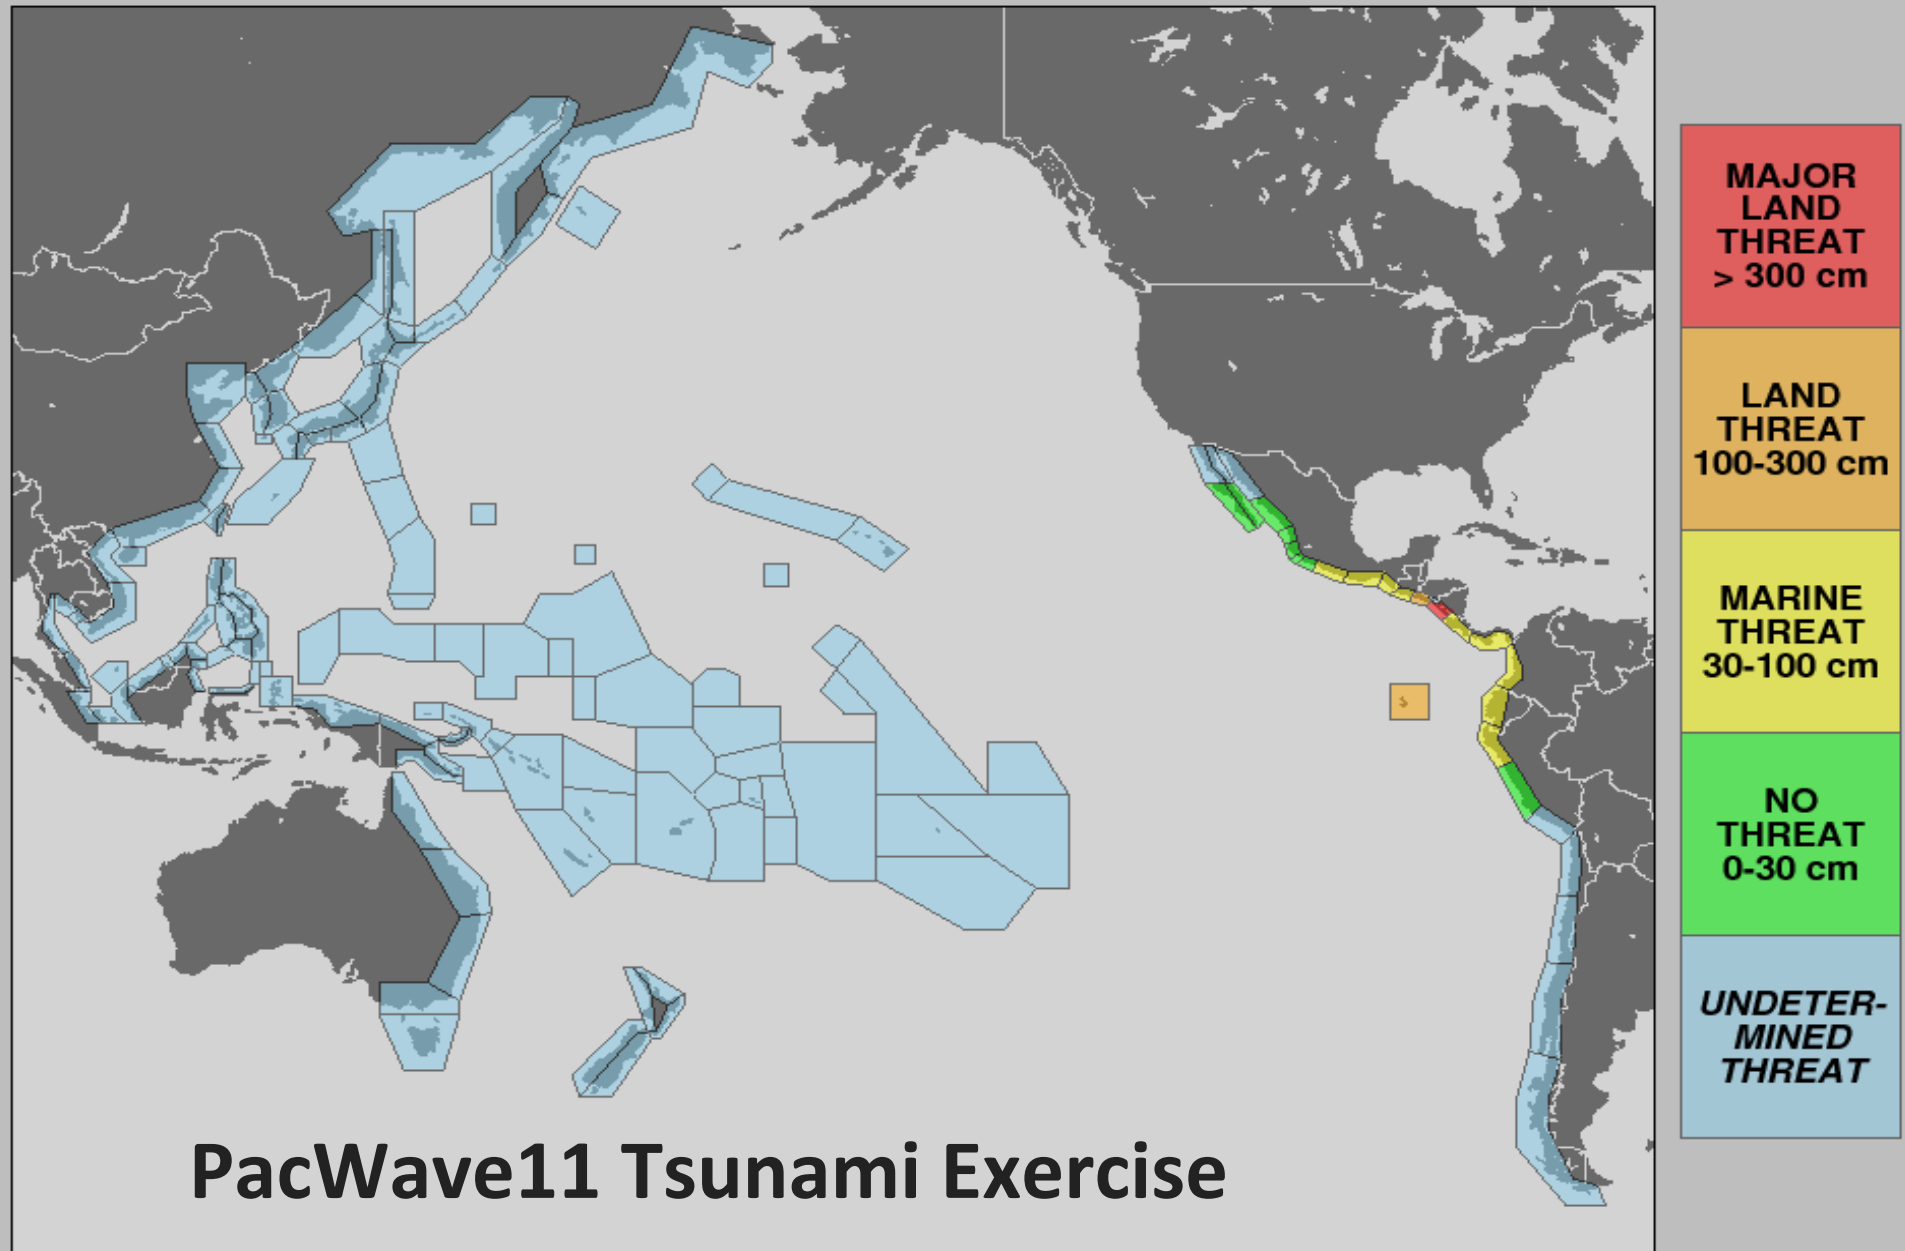 MAJOR
LAND
THREAT
> 300 cm
LAND
THREAT
100-300 cm
MARINE
THREAT
30-100 cm
NO
THREAT
0-30 cm
UNDETER-
MINED
THREAT
PacWave11 Tsunami Exercise